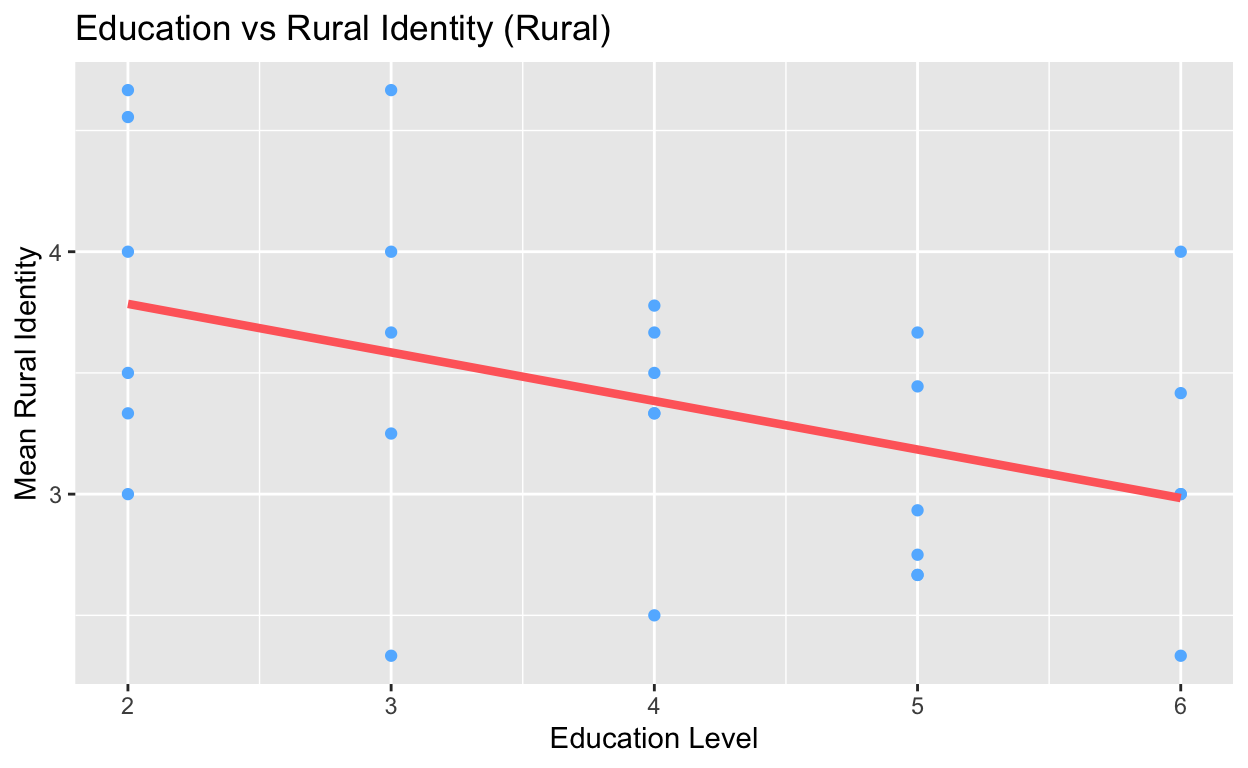 Education vs Rural Identity (Rural)
Mean Rural Identity
4
3
2 3 4 5 6
Education Level